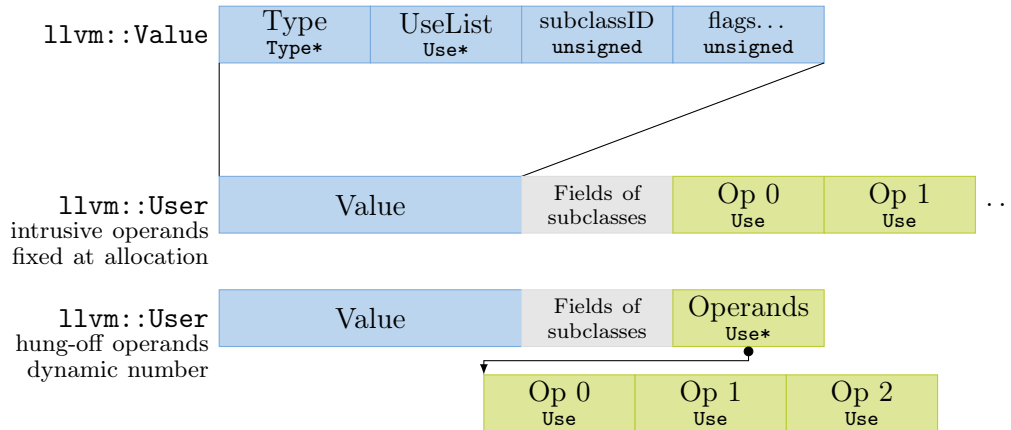 llvm::Value
Type UseList subclassID flags...
Type* Use* unsigned unsigned
llvm::User
intrusive operands
fixed at allocation
Value
Fields of
subclasses
Op 0 Op 1 ..
Use Use
llvm::User
hung-off operands
dynamic number
Value
Fields of
subclasses
Operands
Use*
Op 0 Op 1 Op 2
Use Use Use